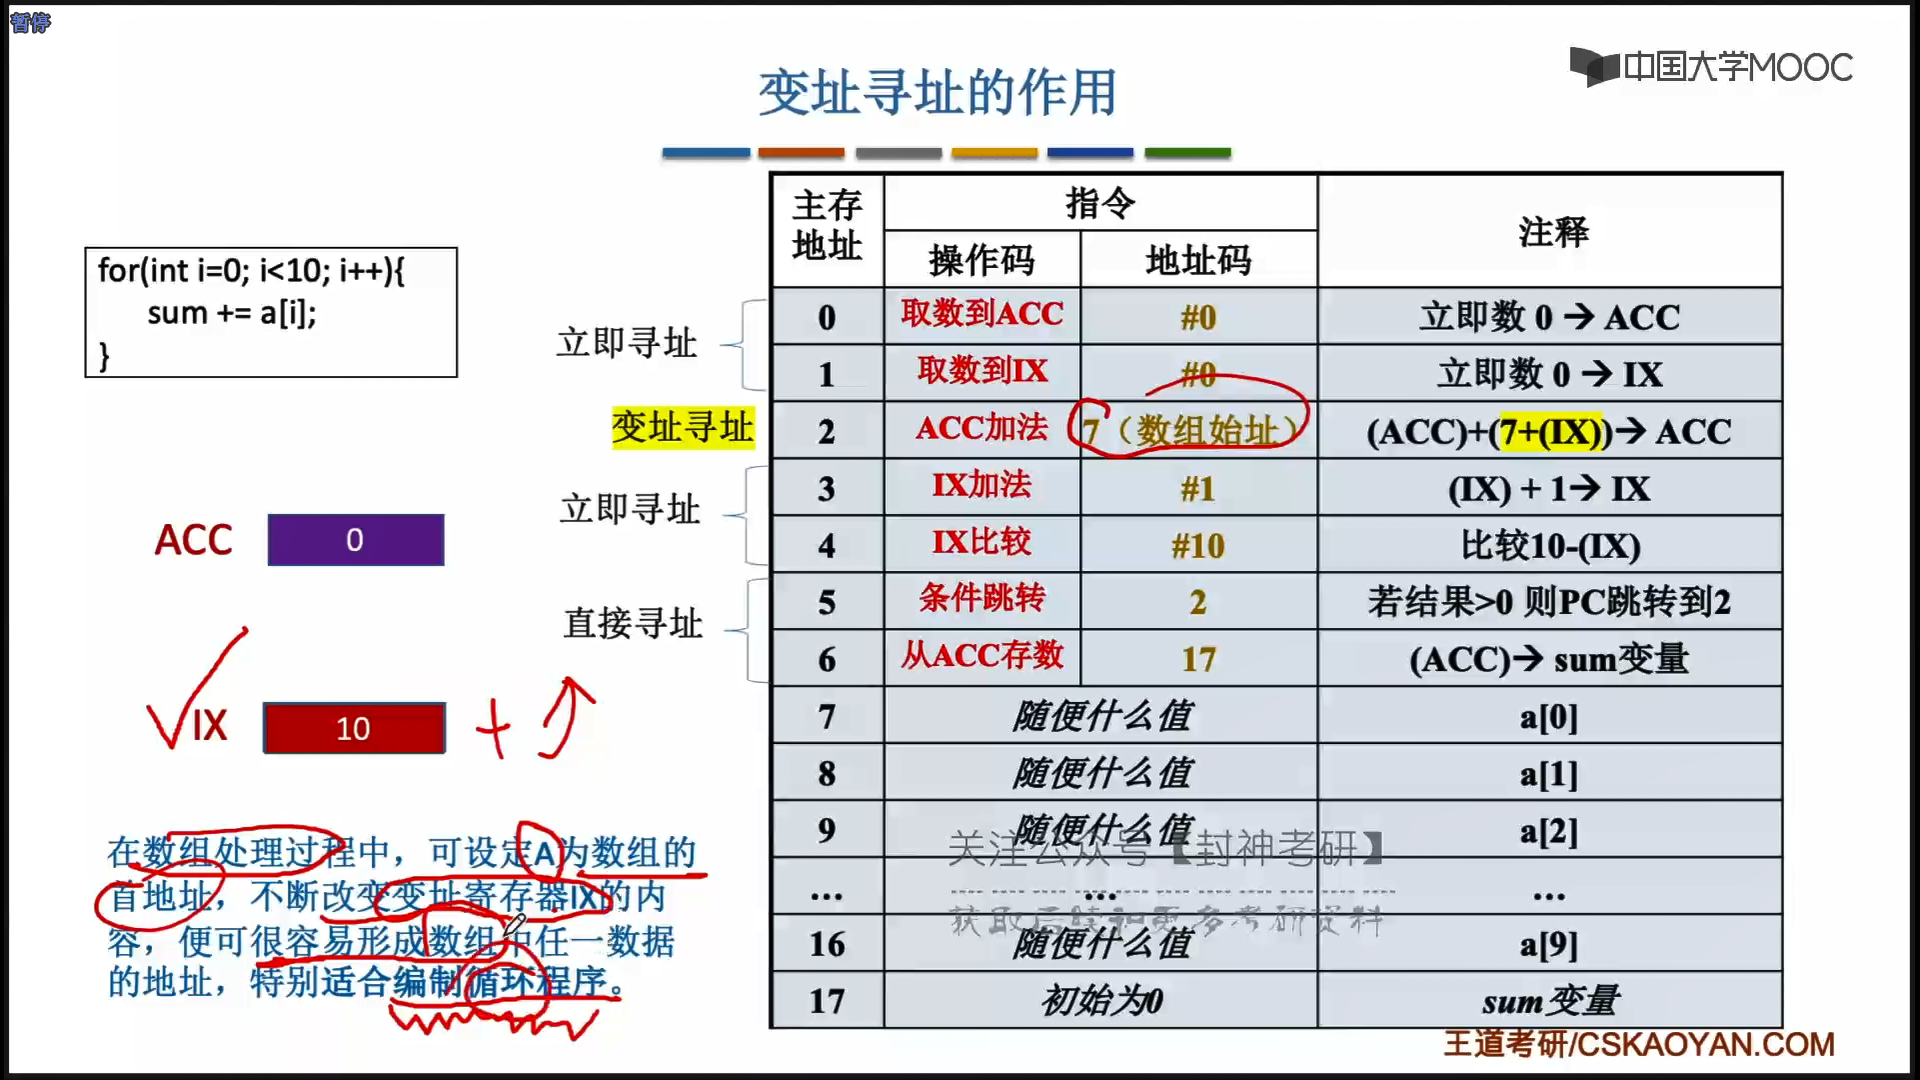 暂停
中国大学MOOC
变址寻址的作用
for(int i=0; i<10; i++){
sum += a[i];
}
主存地址 指令 注释
操作码 地址码
立即寻址
0 取数到ACC #0 立即数 0 → ACC
1 取数到IX #0 立即数 0 → IX
变址寻址
2 ACC加法 7（数组始址） (ACC)+(7+(IX))→ ACC
立即寻址
3 IX加法 #1 (IX) + 1→ IX
4 IX比较 #10 比较10-(IX)
直接寻址
5 条件跳转 2 若结果>0 则PC跳转到2
6 从ACC存数 17 (ACC)→ sum变量
7 随便什么值 a[0]
8 随便什么值 a[1]
9 随便什么值 a[2]
... ... ...
16 随便什么值 a[9]
17 初始为0 sum变量
ACC 0
IX 10
+
在数组处理过程中，可设定A为数组的
首地址，不断改变变址寄存器IX的内
容，便可很容易形成数组中任一数据
的地址，特别适合编制循环程序。
关注公众号【封神考研】
获取后续和更多考研资料
王道考研/CSKAOYAN.COM